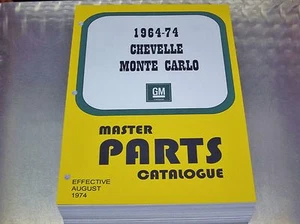 1964-74
CHEVELLE
MONTE CARLO
GM
MASTER
PARTS
CATALOGUE
EFFECTIVE
AUGUST
1974